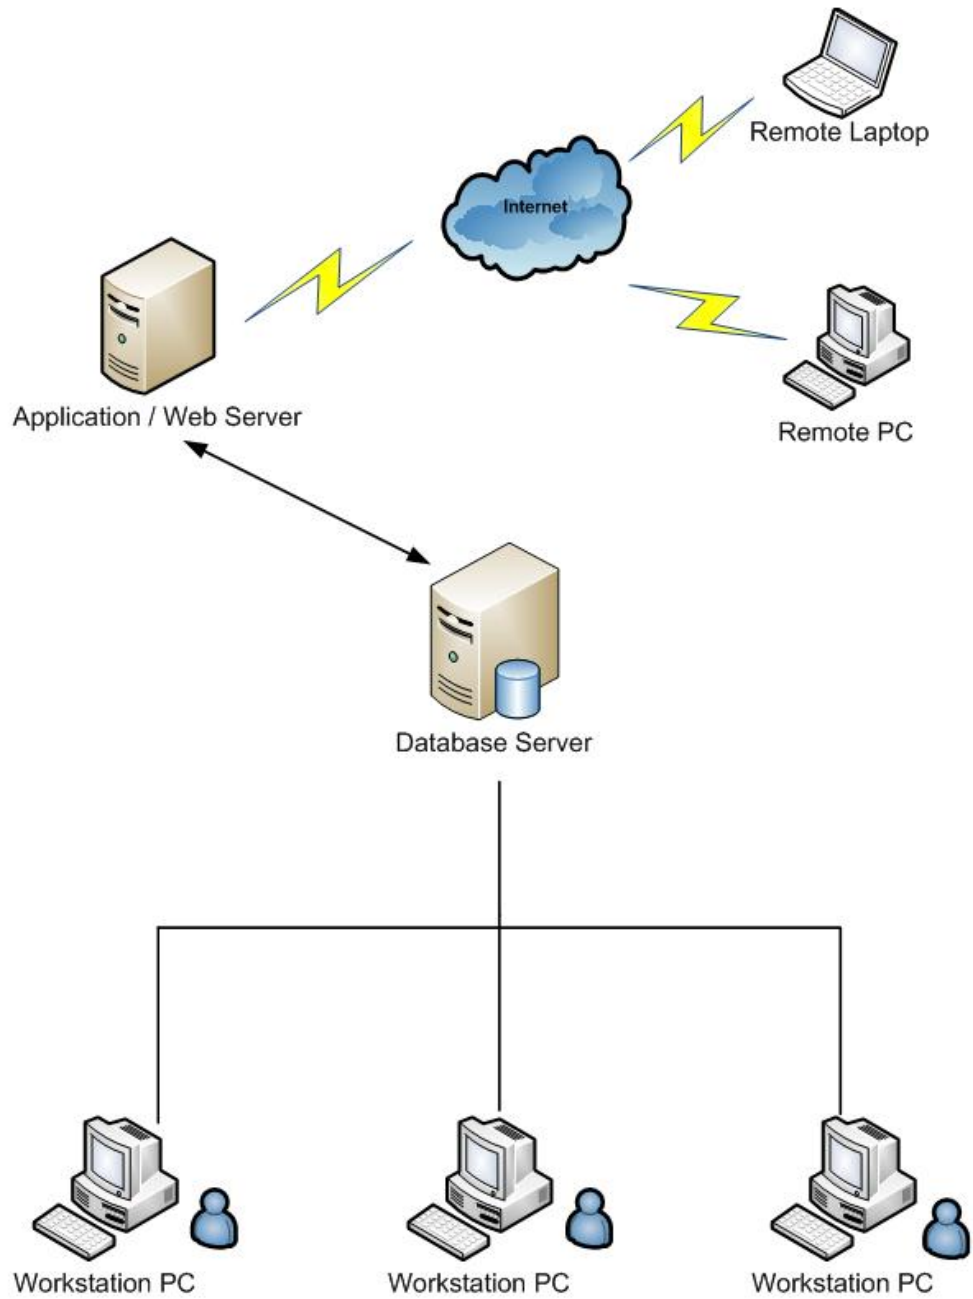 Remote Laptop
Internet
Application / Web Server
Remote PC
Database Server
Workstation PC
Workstation PC
Workstation PC